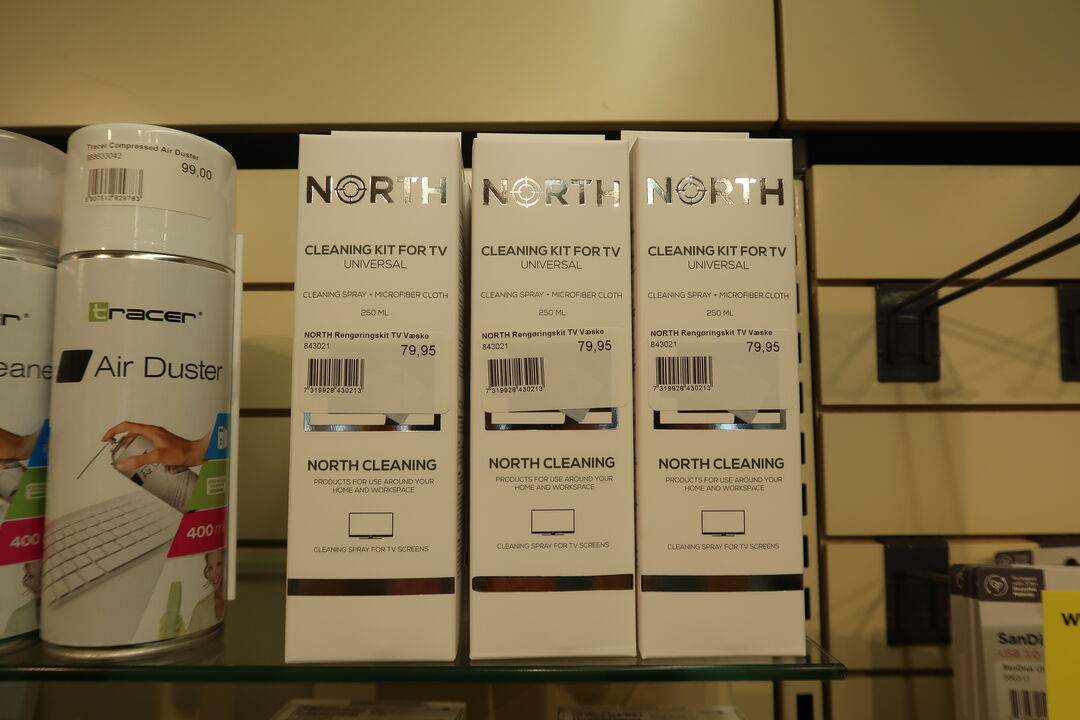 Tracer Compressed Air Duster
988633042
99,00
5 907512 829783
tracer
Air Duster
400
eane
400
NORTH
CLEANING KIT FOR TV
UNIVERSAL
CLEANING SPRAY + MICROFIBER CLOTH
250 ML
NORTH Rengøringskit TV Væske
843021
79,95
7 319928 430213
NORTH CLEANING
PRODUCTS FOR USE AROUND YOUR
HOME AND WORKSPACE
CLEANING SPRAY FOR TV SCREENS
NORTH
CLEANING KIT FOR TV
UNIVERSAL
CLEANING SPRAY + MICROFIBER CLOTH
250 ML
NORTH Rengøringskit TV Væske
843021
79,95
7 319928 430213
NORTH CLEANING
PRODUCTS FOR USE AROUND YOUR
HOME AND WORKSPACE
CLEANING SPRAY FOR TV SCREENS
NORTH
CLEANING KIT FOR TV
UNIVERSAL
CLEANING SPRAY + MICROFIBER CLOTH
250 ML
NORTH Rengøringskit TV Væske
843021
79,95
7 319928 430213
NORTH CLEANING
PRODUCTS FOR USE AROUND YOUR
HOME AND WORKSPACE
CLEANING SPRAY FOR TV SCREENS
SanDi
USB 3.0